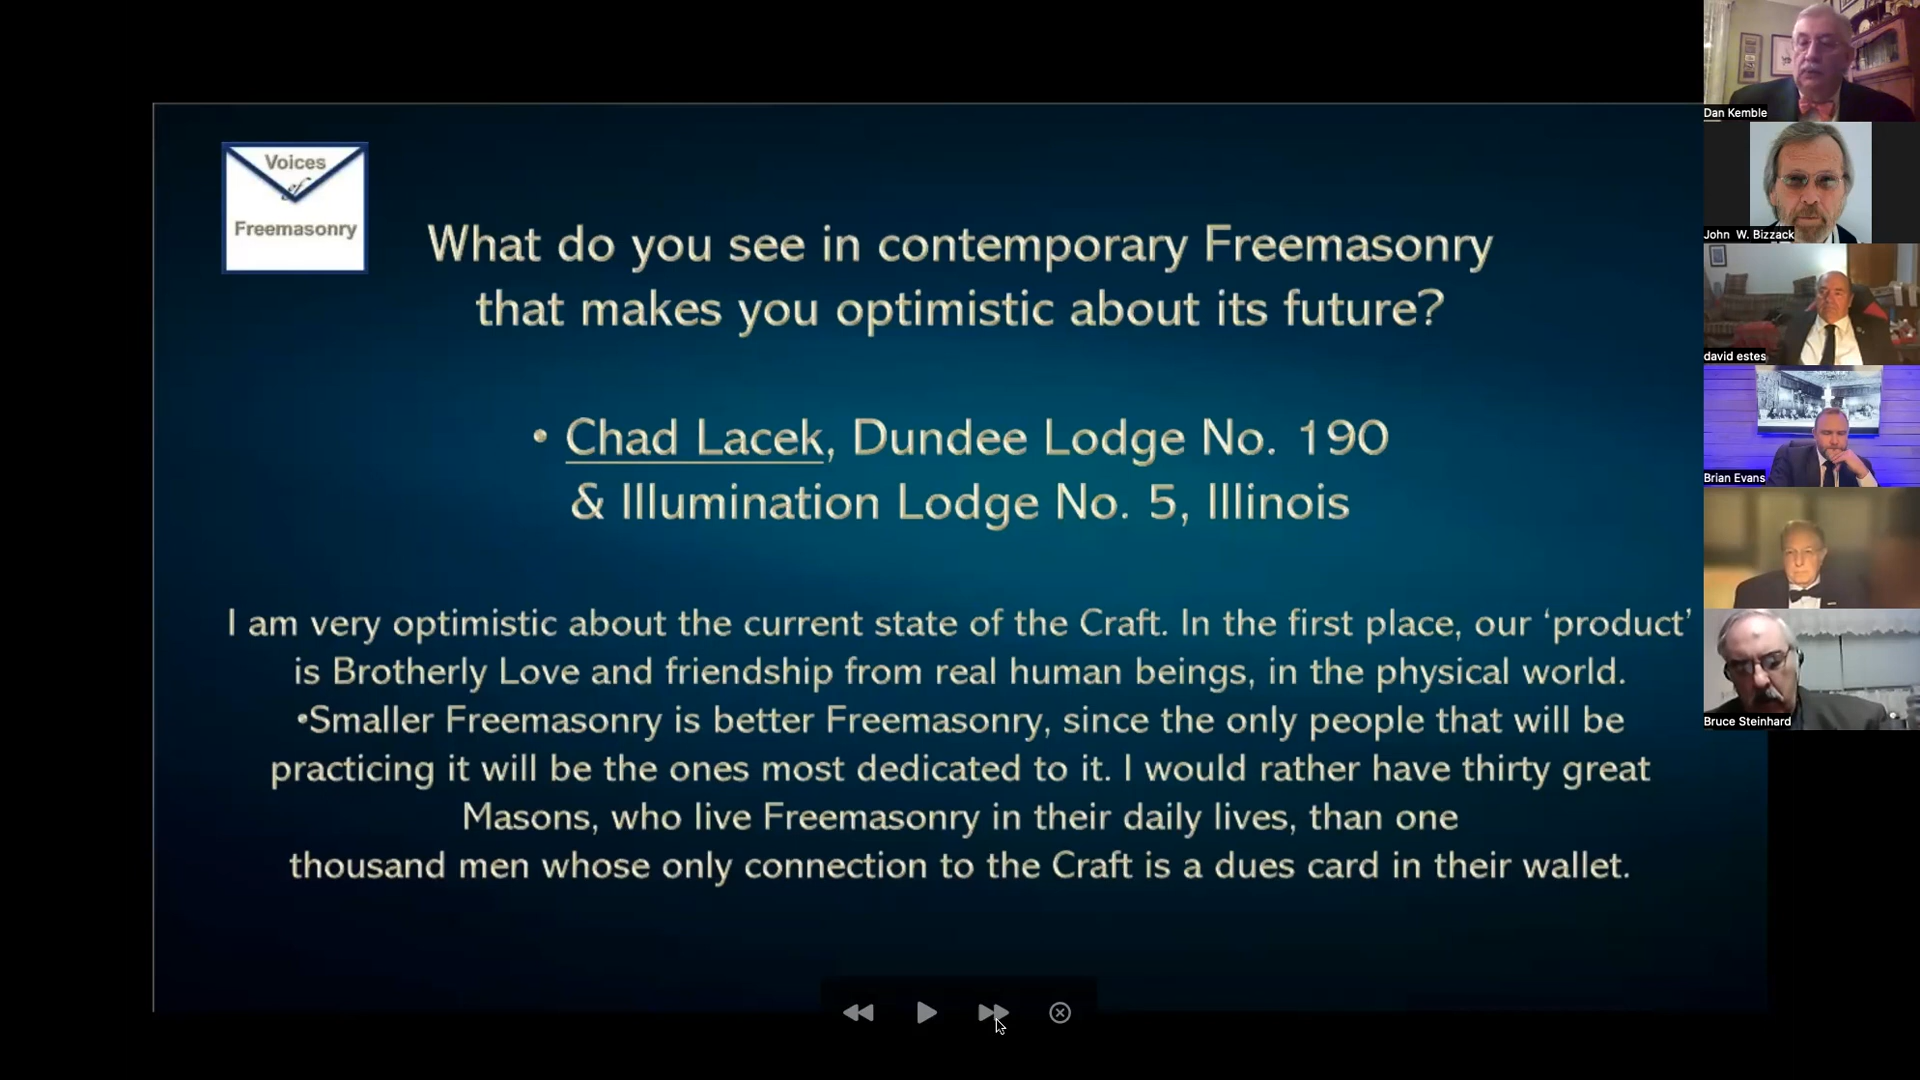 Voices
of
Freemasonry
What do you see in contemporary Freemasonry
that makes you optimistic about its future?
• Chad Lacek, Dundee Lodge No. 190
& Illumination Lodge No. 5, Illinois
I am very optimistic about the current state of the Craft. In the first place, our ‘product’
is Brotherly Love and friendship from real human beings, in the physical world.
•Smaller Freemasonry is better Freemasonry, since the only people that will be
practicing it will be the ones most dedicated to it. I would rather have thirty great
Masons, who live Freemasonry in their daily lives, than one
thousand men whose only connection to the Craft is a dues card in their wallet.
Dan Kemble
John W. Bizzack
david estes
Brian Evans
Bruce Steinhard